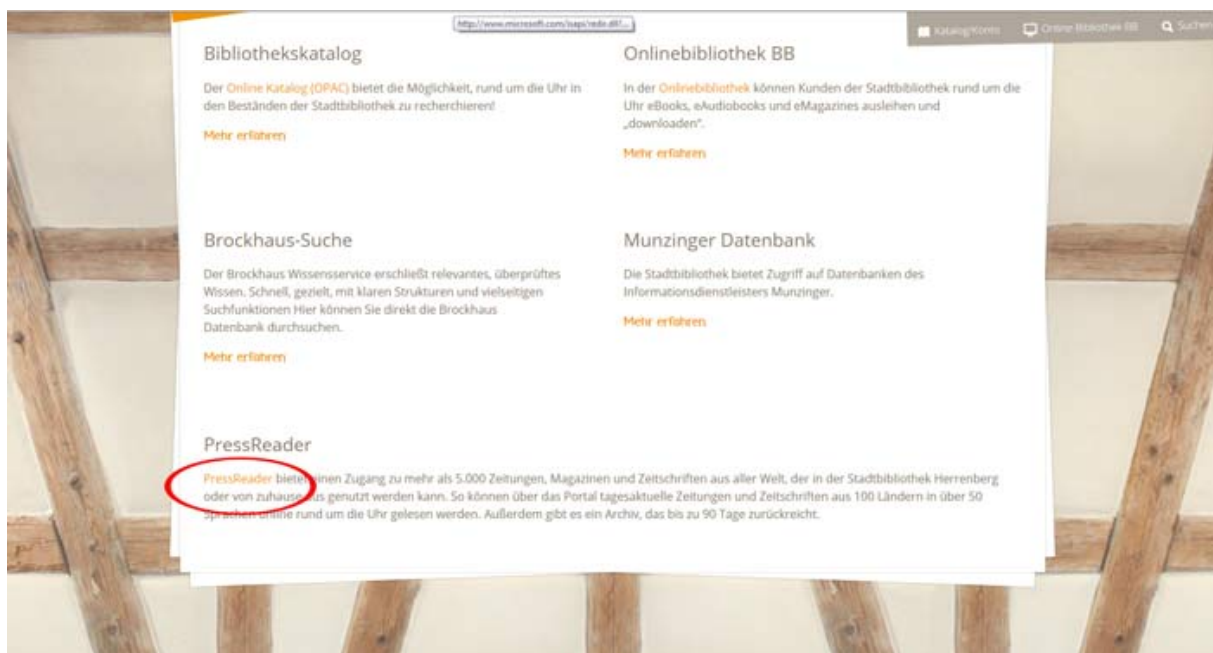 http://www.microsoft.com/isapi/redir.dll?...
Katalog/Konto
Online Bibliothek BB
Suchen
Bibliothekskatalog
Der Online Katalog (OPAC) bietet die Möglichkeit, rund um die Uhr in
den Beständen der Stadtbibliothek zu recherchieren!
Mehr erfahren
Onlinebibliothek BB
In der Onlinebibliothek können Kunden der Stadtbibliothek rund um die
Uhr eBooks, eAudiobooks und eMagazines ausleihen und
„downloaden“.
Mehr erfahren
Brockhaus-Suche
Der Brockhaus Wissensservice erschließt relevantes, überprüftes
Wissen. Schnell, gezielt, mit klaren Strukturen und vielseitigen
Suchfunktionen Hier können Sie direkt die Brockhaus
Datenbank durchsuchen.
Mehr erfahren
Munzinger Datenbank
Die Stadtbibliothek bietet Zugriff auf Datenbanken des
Informationsdienstleisters Munzinger.
Mehr erfahren
PressReader
PressReader bietet einen Zugang zu mehr als 5.000 Zeitungen, Magazinen und Zeitschriften aus aller Welt, der in der Stadtbibliothek Herrenberg
oder von zuhause aus genutzt werden kann. So können über das Portal tagesaktuelle Zeitungen und Zeitschriften aus 100 Ländern in über 50
Sprachen online rund um die Uhr gelesen werden. Außerdem gibt es ein Archiv, das bis zu 90 Tage zurückreicht.